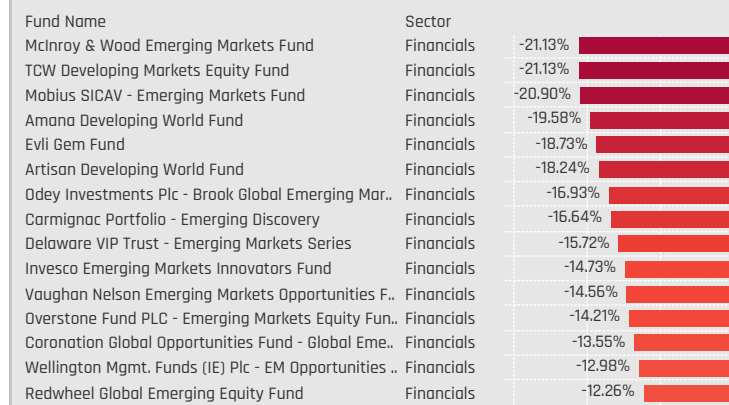 Fund Name Sector
McInroy & Wood Emerging Markets Fund Financials -21.13%
TCW Developing Markets Equity Fund Financials -21.13%
Mobius SICAV - Emerging Markets Fund Financials -20.90%
Amana Developing World Fund Financials -19.58%
Evli Gem Fund Financials -18.73%
Artisan Developing World Fund Financials -18.24%
Odey Investments Plc - Brook Global Emerging Mar.. Financials -16.93%
Carmignac Portfolio - Emerging Discovery Financials -16.64%
Delaware VIP Trust - Emerging Markets Series Financials -15.72%
Invesco Emerging Markets Innovators Fund Financials -14.73%
Vaughan Nelson Emerging Markets Opportunities F.. Financials -14.56%
Overstone Fund PLC - Emerging Markets Equity Fun.. Financials -14.21%
Coronation Global Opportunities Fund - Global Eme.. Financials -13.55%
Wellington Mgmt. Funds (IE) Plc - EM Opportunities .. Financials -12.98%
Redwheel Global Emerging Equity Fund Financials -12.26%